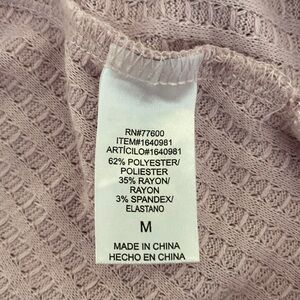 RN#77600
ITEM#1640981
ARTÍCILO#1640981
62% POLYESTER/
POLIESTER
35% RAYON/
RAYON
3% SPANDEX/
ELASTANO
M
MADE IN CHINA
HECHO EN CHINA